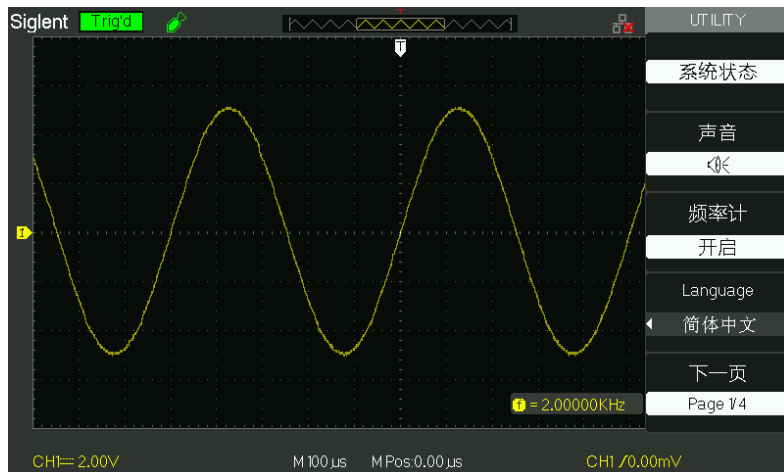 Siglent Trig'd T UTILITY
T
系统状态
声音
频率计
开启
Language
简体中文
下一页
Page 1/4
f = 2.00000KHz
CH1 2.00V M 100µs M Pos:0.00µs CH1 0.00mV